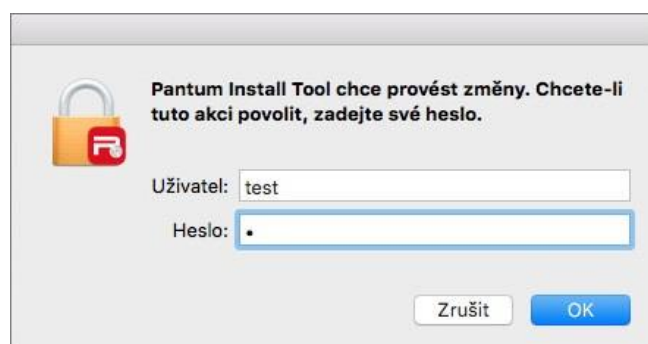 Pantum Install Tool chce provést změny. Chcete-li
tuto akci povolit, zadejte své heslo.
Uživatel: test
Heslo: •
Zrušit OK